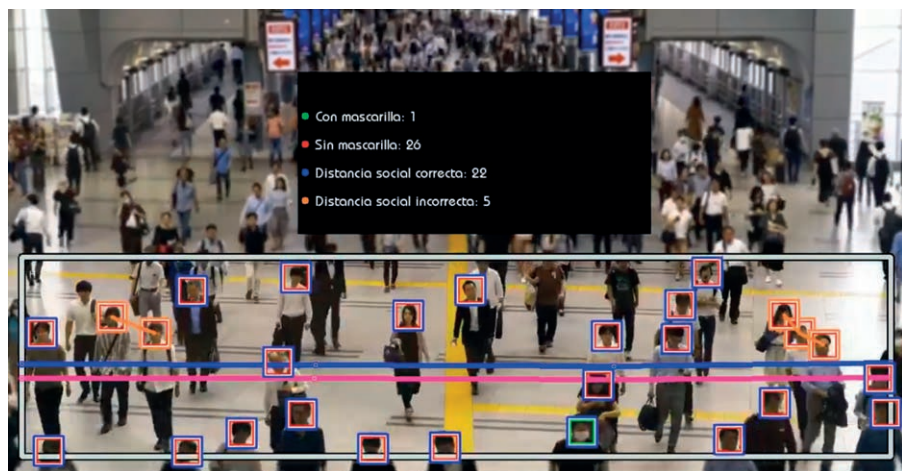 Con mascarilla: 1
Sin mascarilla: 26
Distancia social correcta: 22
Distancia social incorrecta: 5